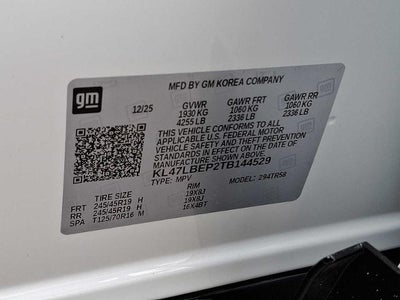 gm
MFD BY GM KOREA COMPANY
12/25 GVWR GAWR FRT GAWR RR
1930 KG 1060 KG 1060 KG
4255 LB 2336 LB 2336 LB
THIS VEHICLE CONFORMS TO ALL
APPLICABLE U.S. FEDERAL MOTOR
VEHICLE SAFETY AND THEFT PREVENTION
STANDARDS IN EFFECT ON THE DATE OF
MANUFACTURE SHOWN ABOVE.
KL47LBEP2TB144529
TYPE: MPV MODEL: 294TR58
TIRE SIZE RIM
FRT 245/45R19 H 19X8J
RR 245/45R19 H 19X8J
SPA T125/70R16 M 16X4BT